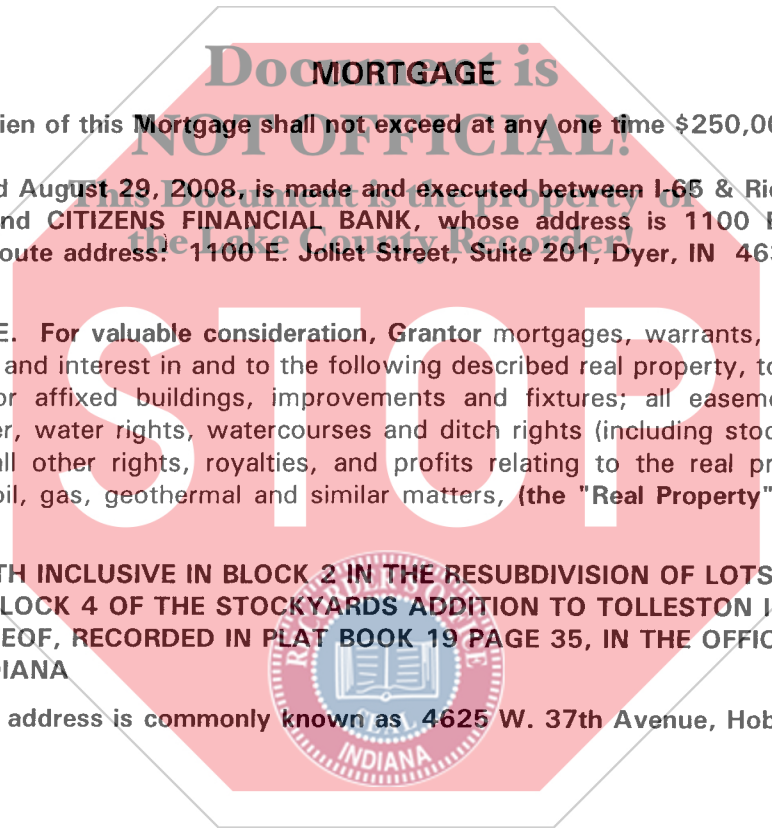 Document is
MORTGAGE
ien of this Mortgage shall not exceed at any one time $250,00
NOT OFFICIAL!
d August 29, 2008, is made and executed between I-65 & Ri
This Document is the property of
nd CITIZENS FINANCIAL BANK, whose address is 1100 E
the Lake County Recorder!
oute address: 1100 E. Joliet Street, Suite 201, Dyer, IN 463
E. For valuable consideration, Grantor mortgages, warrants,
and interest in and to the following described real property, to
or affixed buildings, improvements and fixtures; all easeme
er, water rights, watercourses and ditch rights (including stoc
all other rights, royalties, and profits relating to the real pr
oil, gas, geothermal and similar matters, (the "Real Property"
STOP
TH INCLUSIVE IN BLOCK 2 IN THE RESUBDIVISION OF LOTS
LOCK 4 OF THE STOCKYARDS ADDITION TO TOLLESTON I
EOF, RECORDED IN PLAT BOOK 19 PAGE 35, IN THE OFFIC
DIANA
address is commonly known as 4625 W. 37th Avenue, Hob
RECORDER'S OFFICE
SEAL
INDIANA